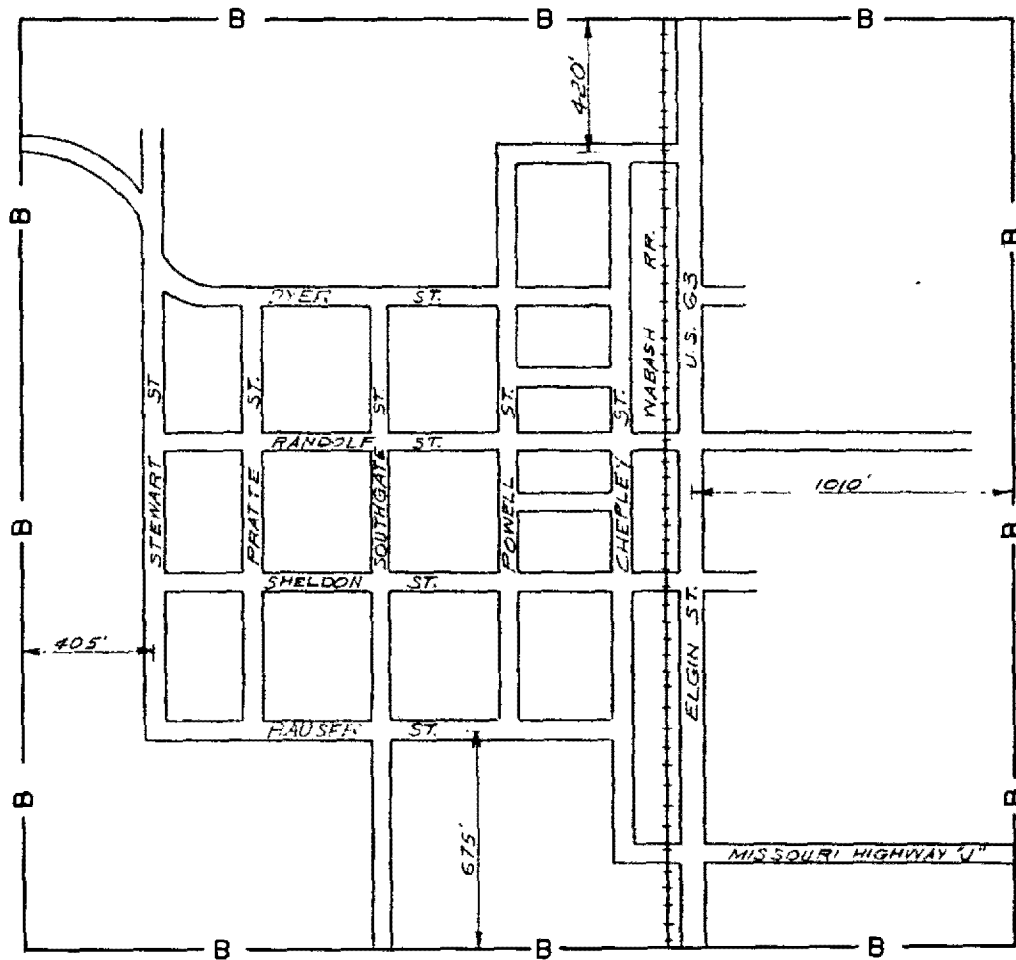 B B B
420'
B
B
WABASH RR.
U.S. 63
DYER ST.
STEWART ST
PRATTE ST.
SOUTHGATE ST.
POWELL ST.
CHEPLEY ST.
RANDOLF ST.
1010'
B
B
SHELDON ST.
ELGIN ST.
405'
HAUSER ST.
675'
B
B
MISSOURI HIGHWAY "J"
B B B